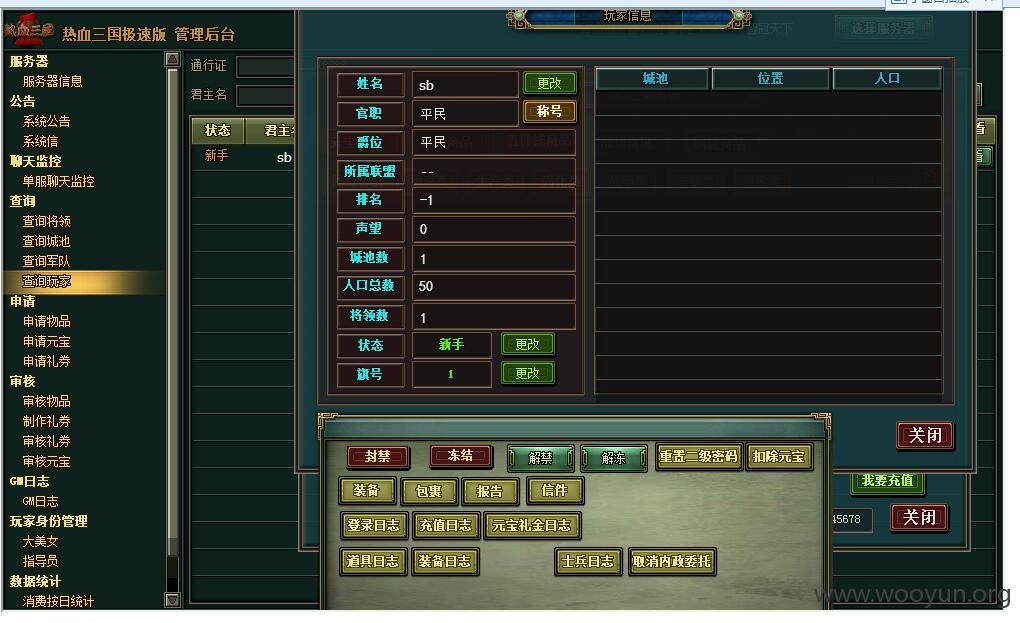 玩家信息
热血三国
热血三国极速版 管理后台
选择服务器
服务器
服务器信息
公告
系统公告
系统信
聊天监控
单服聊天监控
查询
查询将领
查询城池
查询军队
查询玩家
申请
申请物品
申请元宝
申请礼券
审核
审核物品
制作礼券
审核礼券
审核元宝
GM日志
GM日志
玩家身份管理
大美女
指导员
数据统计
消费按日统计
通行证
君主名
状态 君主
新手 sb
姓名 sb 更改
官职 平民 称号
爵位 平民
所属联盟 --
排名 -1
声望 0
城池数 1
人口总数 50
将领数 1
状态 新手 更改
旗号 1 更改
城池 位置 人口
关闭
我要充值
45678 关闭
封禁 冻结 解禁 解冻 重置二级密码 扣除元宝
装备 包裹 报告 信件
登录日志 充值日志 元宝礼金日志
道具日志 装备日志 士兵日志 取消内政委托
www.wooyun.org